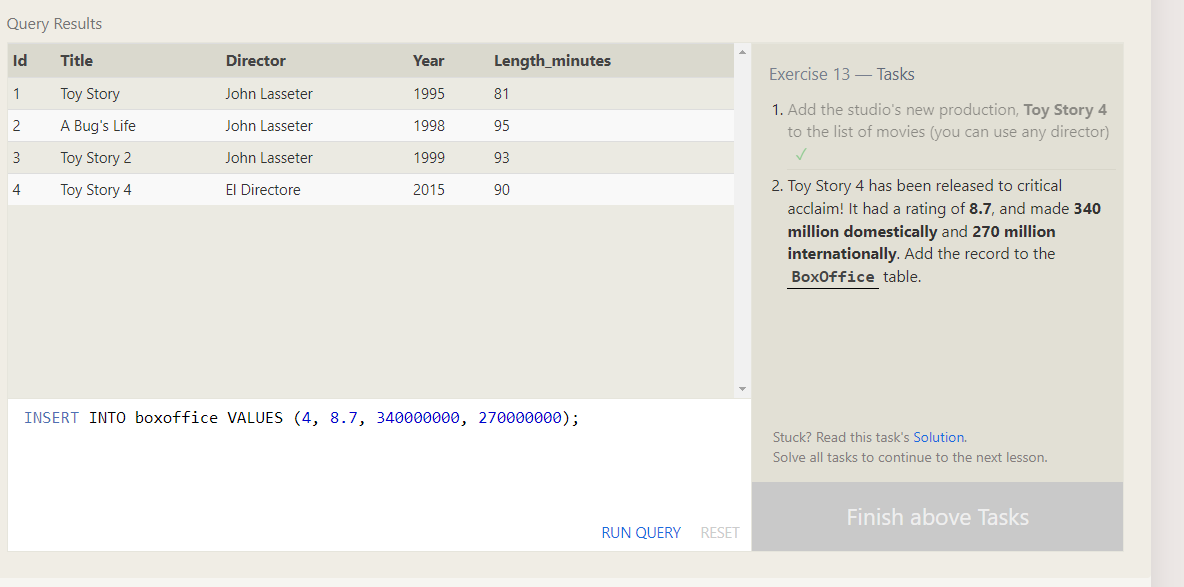 Query Results
Id Title Director Year Length_minutes
1 Toy Story John Lasseter 1995 81
2 A Bug's Life John Lasseter 1998 95
3 Toy Story 2 John Lasseter 1999 93
4 Toy Story 4 El Directore 2015 90
INSERT INTO boxoffice VALUES (4, 8.7, 340000000, 270000000);
RUN QUERY RESET
Exercise 13 — Tasks
1. Add the studio's new production, Toy Story 4
to the list of movies (you can use any director)
✓
2. Toy Story 4 has been released to critical
acclaim! It had a rating of 8.7, and made 340
million domestically and 270 million
internationally. Add the record to the
BoxOffice table.
Stuck? Read this task's Solution.
Solve all tasks to continue to the next lesson.
Finish above Tasks